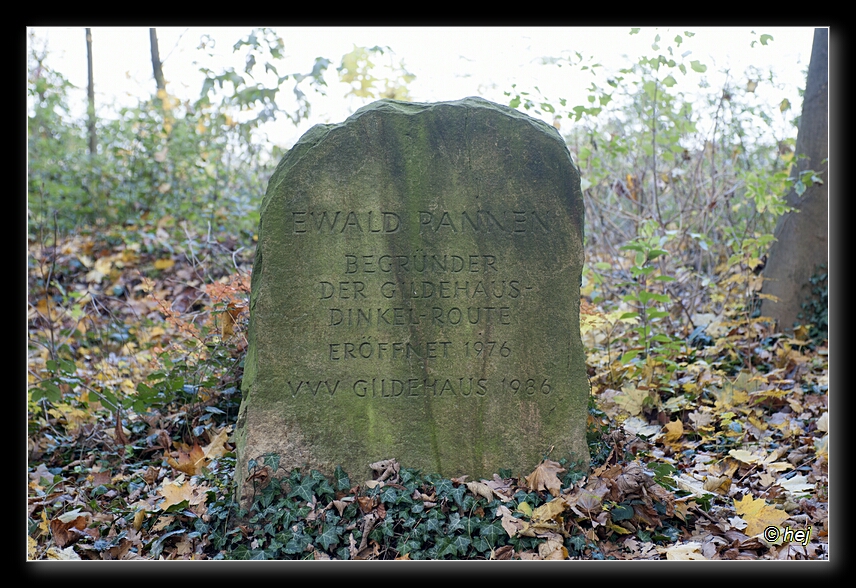 EWALD PANNEN
BEGRÜNDER
DER GILDEHAUS-
DINKEL-ROUTE
ERÖFFNET 1976
VVV GILDEHAUS 1986
© hej